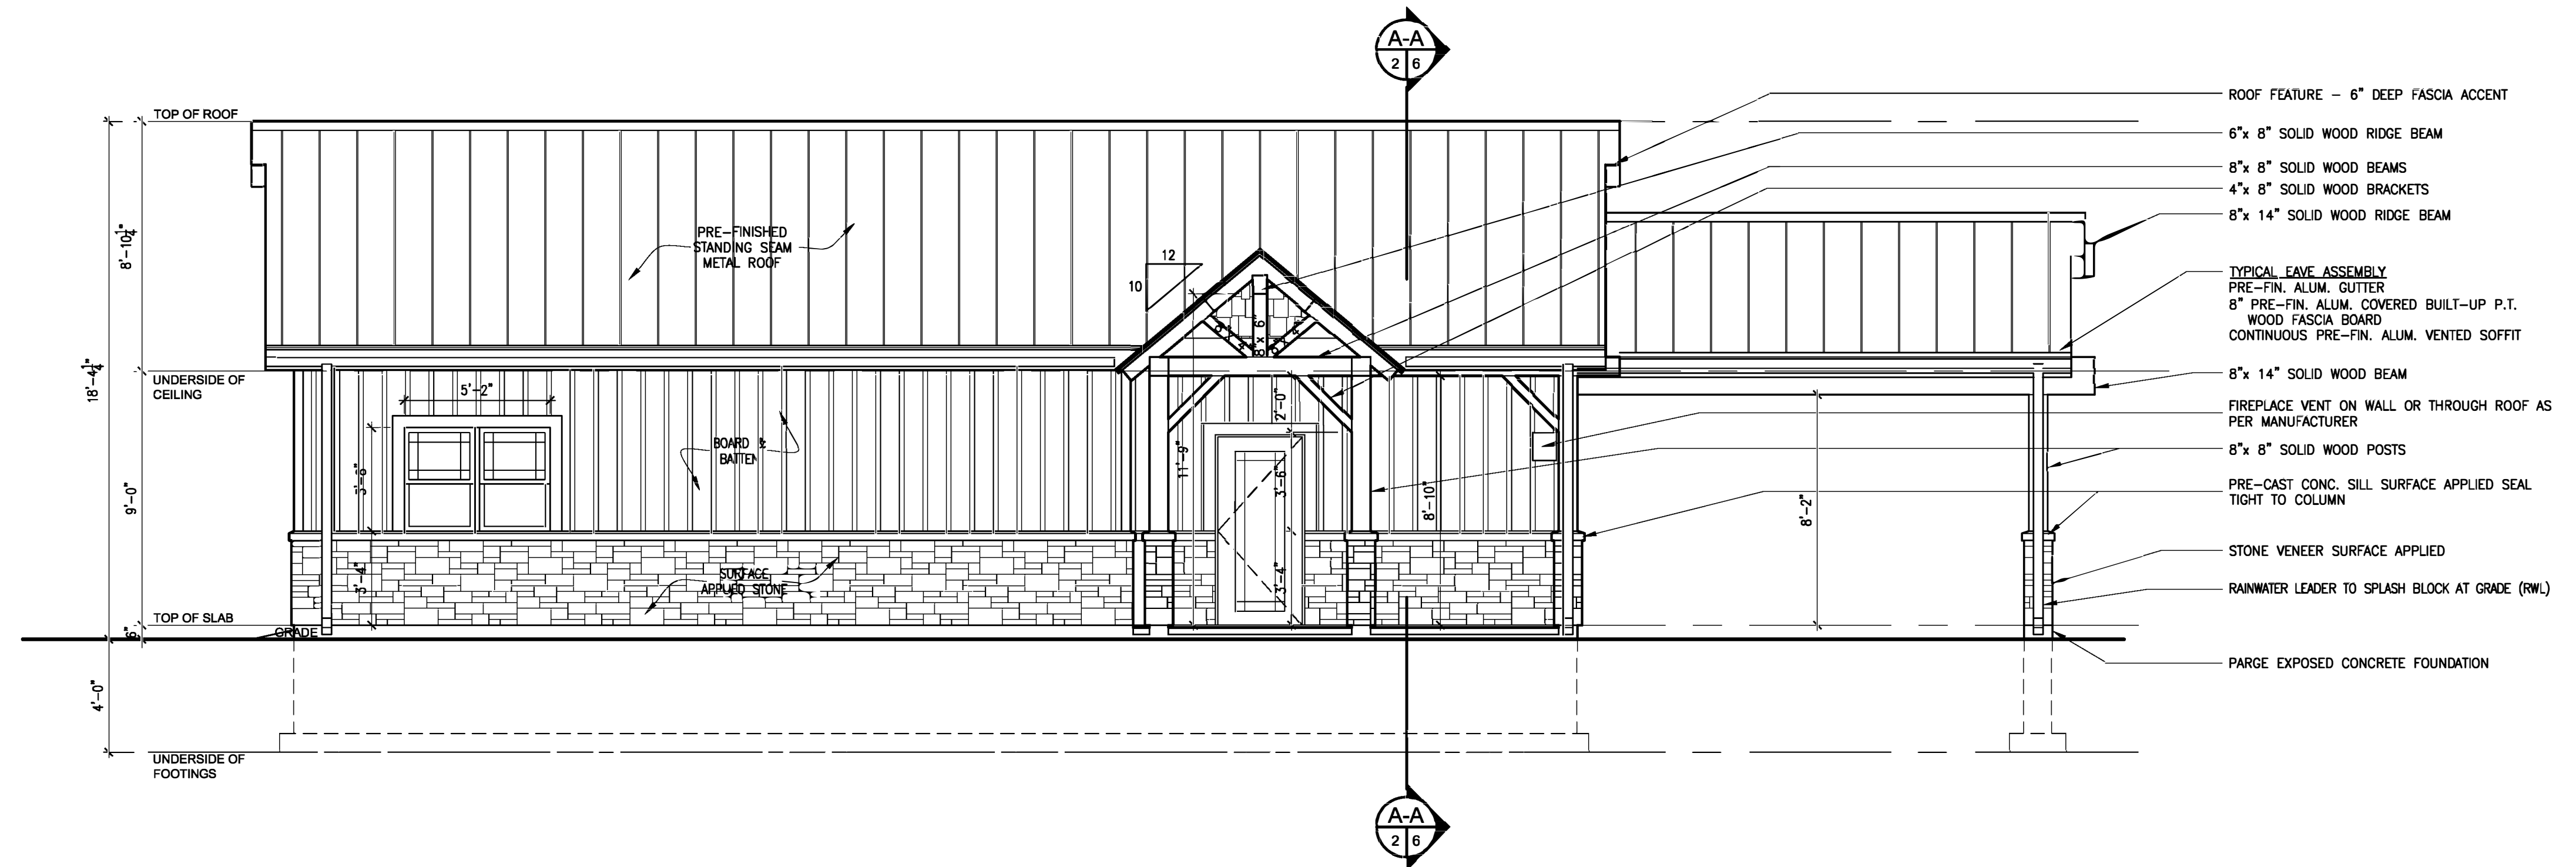 A-A
2 6
TOP OF ROOF
8'-10 1/4"
18'-4 1/4"
UNDERSIDE OF
CEILING
9'-0"
TOP OF SLAB
6"
GRADE
4'-0"
UNDERSIDE OF
FOOTINGS
PRE-FINISHED
STANDING SEAM
METAL ROOF
12
10
5'-2"
3'-8"
3'-4"
BOARD &
BATTEN
SURFACE
APPLIED STONE
8" x 6"
11'-9"
2'-0"
3'-6"
3'-4"
8'-10"
8'-2"
ROOF FEATURE - 6" DEEP FASCIA ACCENT
6"x 8" SOLID WOOD RIDGE BEAM
8"x 8" SOLID WOOD BEAMS
4"x 8" SOLID WOOD BRACKETS
8"x 14" SOLID WOOD RIDGE BEAM
TYPICAL EAVE ASSEMBLY
PRE-FIN. ALUM. GUTTER
8" PRE-FIN. ALUM. COVERED BUILT-UP P.T.
WOOD FASCIA BOARD
CONTINUOUS PRE-FIN. ALUM. VENTED SOFFIT
8"x 14" SOLID WOOD BEAM
FIREPLACE VENT ON WALL OR THROUGH ROOF AS
PER MANUFACTURER
8"x 8" SOLID WOOD POSTS
PRE-CAST CONC. SILL SURFACE APPLIED SEAL
TIGHT TO COLUMN
STONE VENEER SURFACE APPLIED
RAINWATER LEADER TO SPLASH BLOCK AT GRADE (RWL)
PARGE EXPOSED CONCRETE FOUNDATION
A-A
2 6